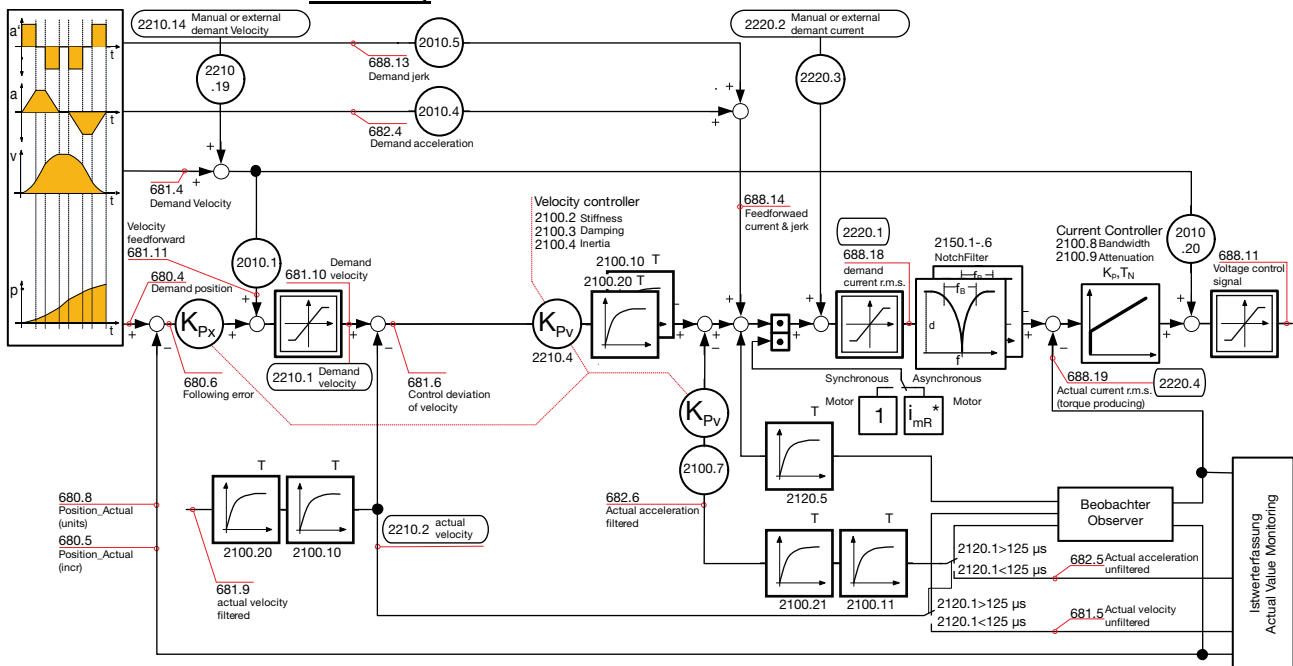 2210.14 Manual or external
demant Velocity
2220.2 Manual or external
demant current
a'
t
688.13
Demand jerk
2010.5
2210
.19
2220.3
a
t
682.4
Demand acceleration
2010.4
v
t
681.4
Demand Velocity
Velocity
feedforward
681.11
680.4
Demand position
p
t
2010.1
681.10
Demand
velocity
Velocity controller
2100.2 Stiffness
2100.3 Damping
2100.4 Inertia
2100.10 T
2100.20 T
688.14
Feedforwaed
current & jerk
2220.1
688.18
demand
current r.m.s.
2150.1-.6
NotchFilter
fB
d
f
Current Controller
2100.8 Bandwidth
2100.9 Attenuation
KP,TN
2010
.20
688.11
Voltage control
signal
KPx
KPv
2210.4
680.6
Following error
2210.1 Demand
velocity
681.6
Control deviation
of velocity
KPv
2100.7
Synchronous
Motor
1
Asynchronous
Motor
imR*
688.19
Actual current r.m.s.
(torque producing)
2220.4
T
2120.5
680.8
Position_Actual
(units)
680.5
Position_Actual
(incr)
T
T
2100.20
2100.10
681.9
actual velocity
filtered
2210.2 actual
velocity
682.6
Actual acceleration
filtered
T
T
2100.21
2100.11
Beobachter
Observer
2120.1>125 µs
2120.1<125 µs
682.5 Actual acceleration
unfiltered
2120.1>125 µs
2120.1<125 µs
681.5 Actual velocity
unfiltered
Istwerterfassung
Actual Value Monitoring